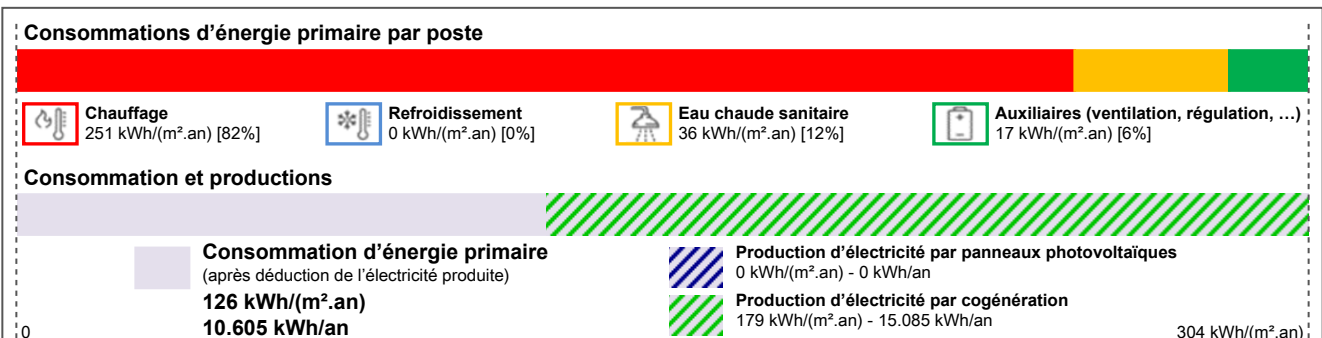 Consommations d’énergie primaire par poste
Chauffage
251 kWh/(m².an) [82%]
Refroidissement
0 kWh/(m².an) [0%]
Eau chaude sanitaire
36 kWh/(m².an) [12%]
Auxiliaires (ventilation, régulation, …)
17 kWh/(m².an) [6%]
Consommation et productions
Consommation d’énergie primaire
(après déduction de l’électricité produite)
126 kWh/(m².an)
10.605 kWh/an
Production d’électricité par panneaux photovoltaïques
0 kWh/(m².an) - 0 kWh/an
Production d’électricité par cogénération
179 kWh/(m².an) - 15.085 kWh/an
0
304 kWh/(m².an)